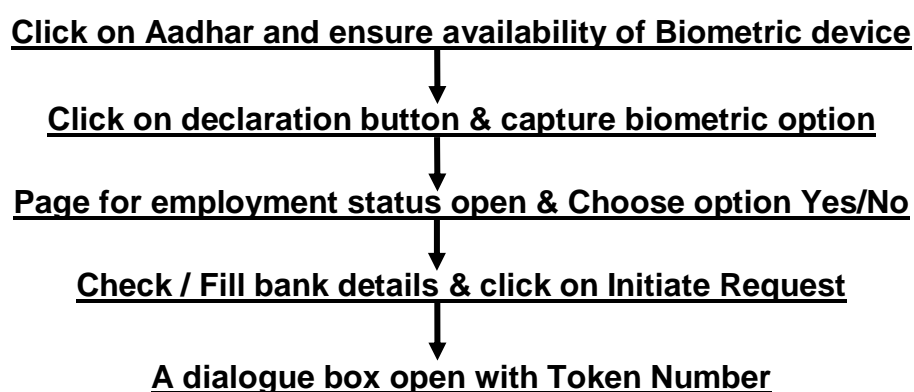 Click on Aadhar and ensure availability of Biometric device
Click on declaration button & capture biometric option
Page for employment status open & Choose option Yes/No
Check / Fill bank details & click on Initiate Request
A dialogue box open with Token Number